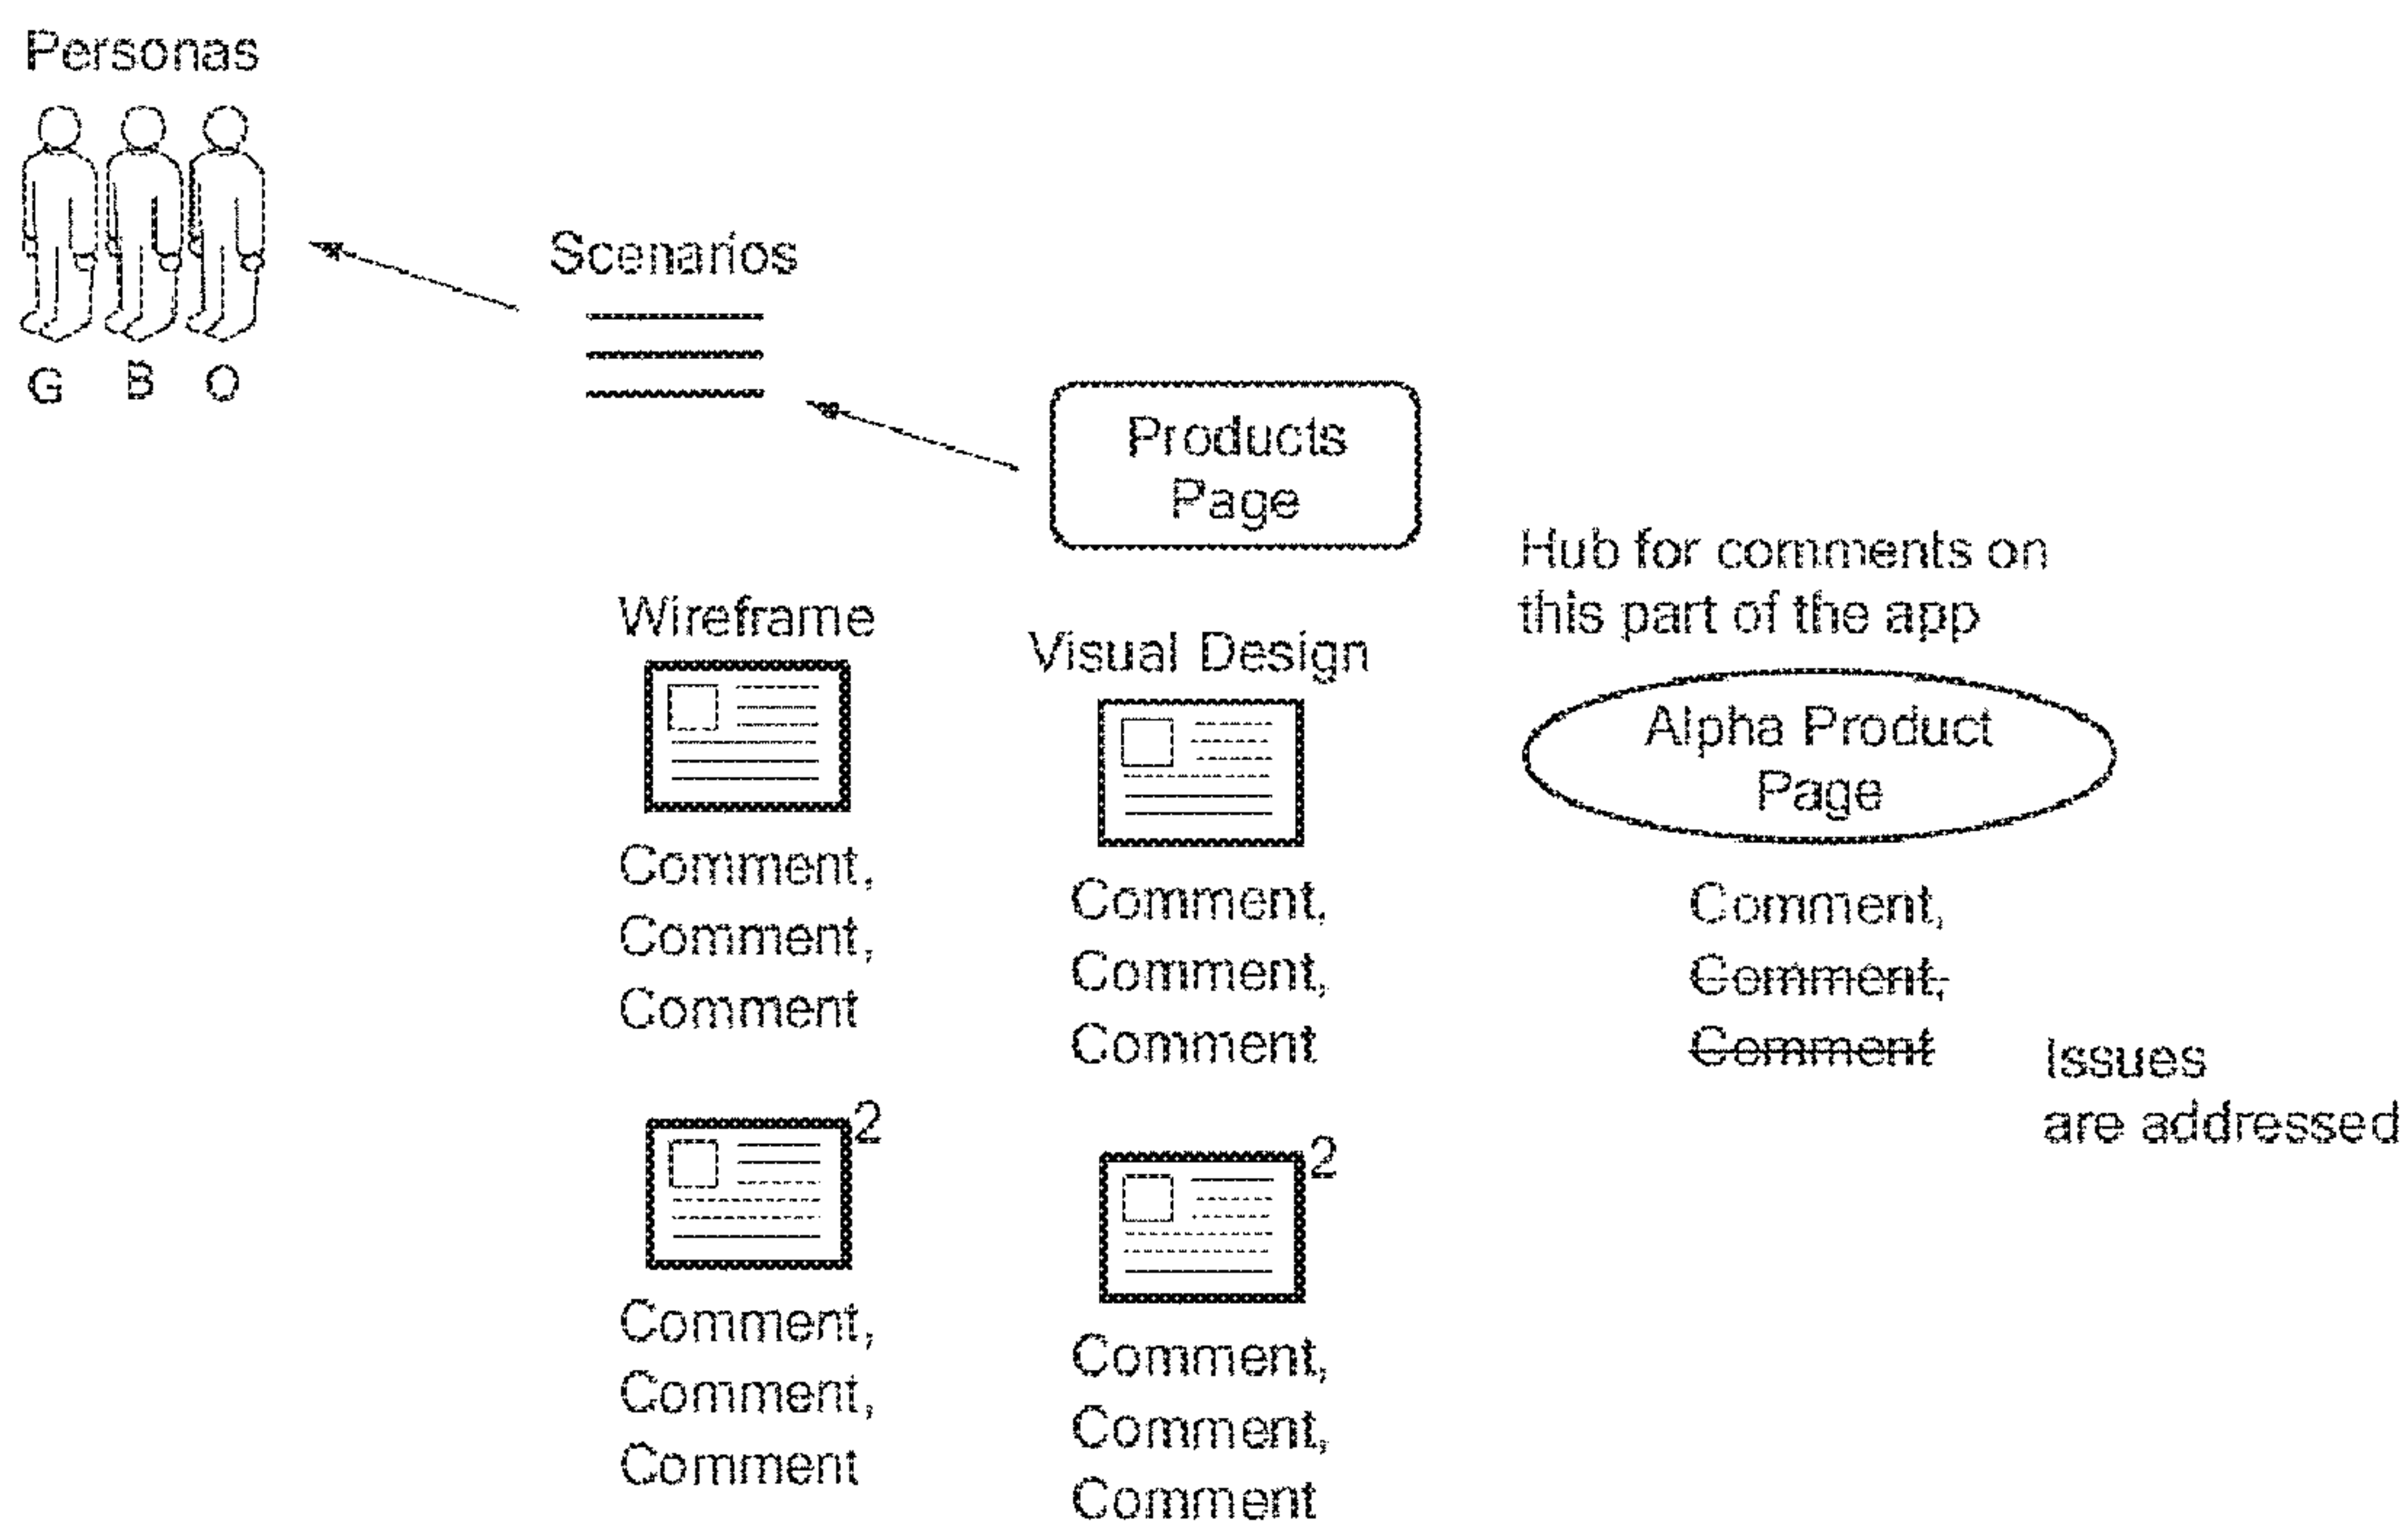 Personas
G B O
Scenarios
Products
Page
Hub for comments on
this part of the app
Wireframe
Visual Design
Alpha Product
Page
Comment,
Comment,
Comment
Comment,
Comment,
Comment
Comment,
Comment,
Comment
Issues
are addressed
2
Comment,
Comment,
Comment
2
Comment,
Comment,
Comment